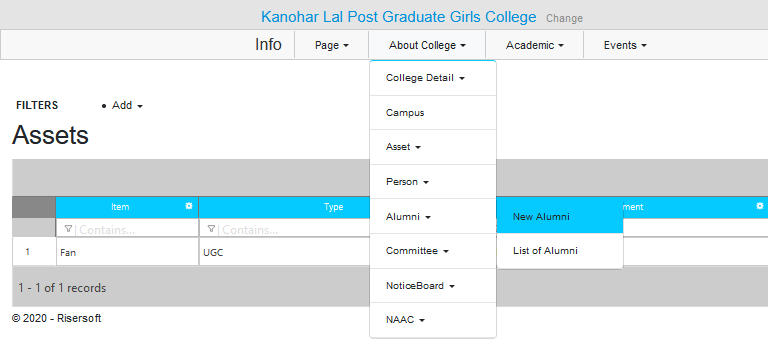 Kanohar Lal Post Graduate Girls College Change
Info Page About College Academic Events
College Detail
FILTERS • Add
Campus
Assets
Asset
Person
Item Type ment
Alumni New Alumni
Contains... Contains...
1 Fan UGC Committee List of Alumni
1 - 1 of 1 records NoticeBoard
© 2020 - Risersoft NAAC